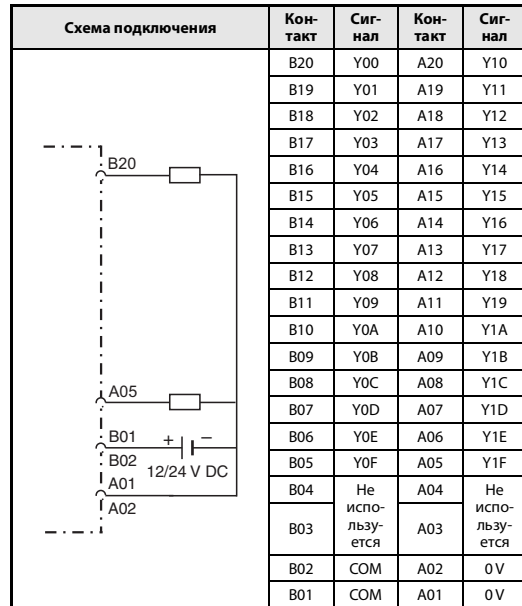 Схема подключения
Кон-
такт
Сиг-
нал
Кон-
такт
Сиг-
нал
B20 Y00 A20 Y10
B19 Y01 A19 Y11
B18 Y02 A18 Y12
B17 Y03 A17 Y13
B16 Y04 A16 Y14
B15 Y05 A15 Y15
B14 Y06 A14 Y16
B13 Y07 A13 Y17
B12 Y08 A12 Y18
B11 Y09 A11 Y19
B10 Y0A A10 Y1A
B09 Y0B A09 Y1B
B08 Y0C A08 Y1C
B07 Y0D A07 Y1D
B06 Y0E A06 Y1E
B05 Y0F A05 Y1F
B04
B03
Не
испо-
льзу-
ется
A04
A03
Не
испо-
льзу-
ется
B02 COM A02 0 V
B01 COM A01 0 V
B20
A05
B01
+ −
B02
12/24 V DC
A01
A02